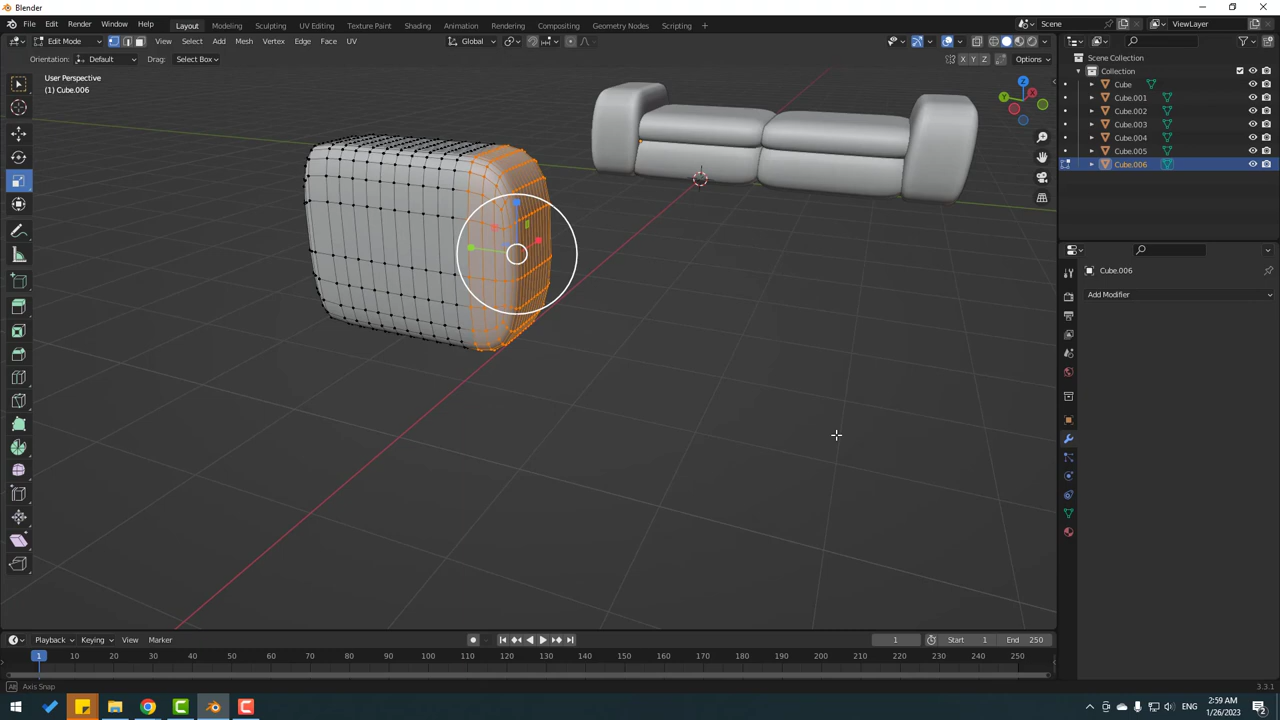 Blender
File Edit Render Window Help Layout Modeling Sculpting UV Editing Texture Paint Shading Animation Rendering Compositing Geometry Nodes Scripting + Scene ViewLayer
Edit Mode View Select Add Mesh Vertex Edge Face UV Global
Orientation: Default Drag: Select Box X Y Z Options
User Perspective
(1) Cube.006
Z
Y
X
Scene Collection
Collection
Cube
Cube.001
Cube.002
Cube.003
Cube.004
Cube.005
Cube.006
Cube.006
Add Modifier
Playback Keying View Marker 1 Start 1 End 250
1 10 20 30 40 50 60 70 80 90 100 110 120 130 140 150 160 170 180 190 200 210 220 230 240 250
Alt Axis Snap 3.3.1
ENG 2:59 AM
1/26/2023 2